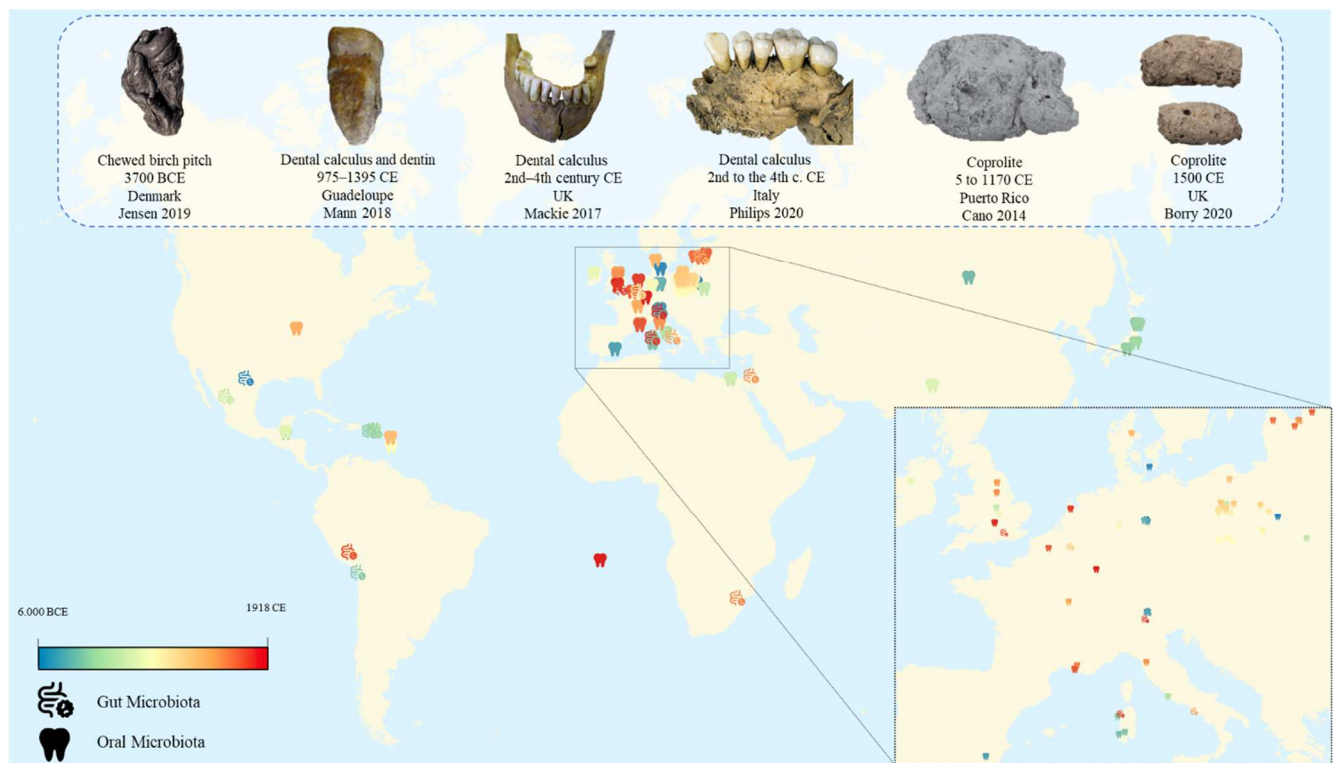 Chewed birch pitch
3700 BCE
Denmark
Jensen 2019
Dental calculus and dentin
975–1395 CE
Guadeloupe
Mann 2018
Dental calculus
2nd–4th century CE
UK
Mackie 2017
Dental calculus
2nd to the 4th c. CE
Italy
Philips 2020
Coprolite
5 to 1170 CE
Puerto Rico
Cano 2014
Coprolite
1500 CE
UK
Borry 2020
6.000 BCE
1918 CE
Gut Microbiota
Oral Microbiota